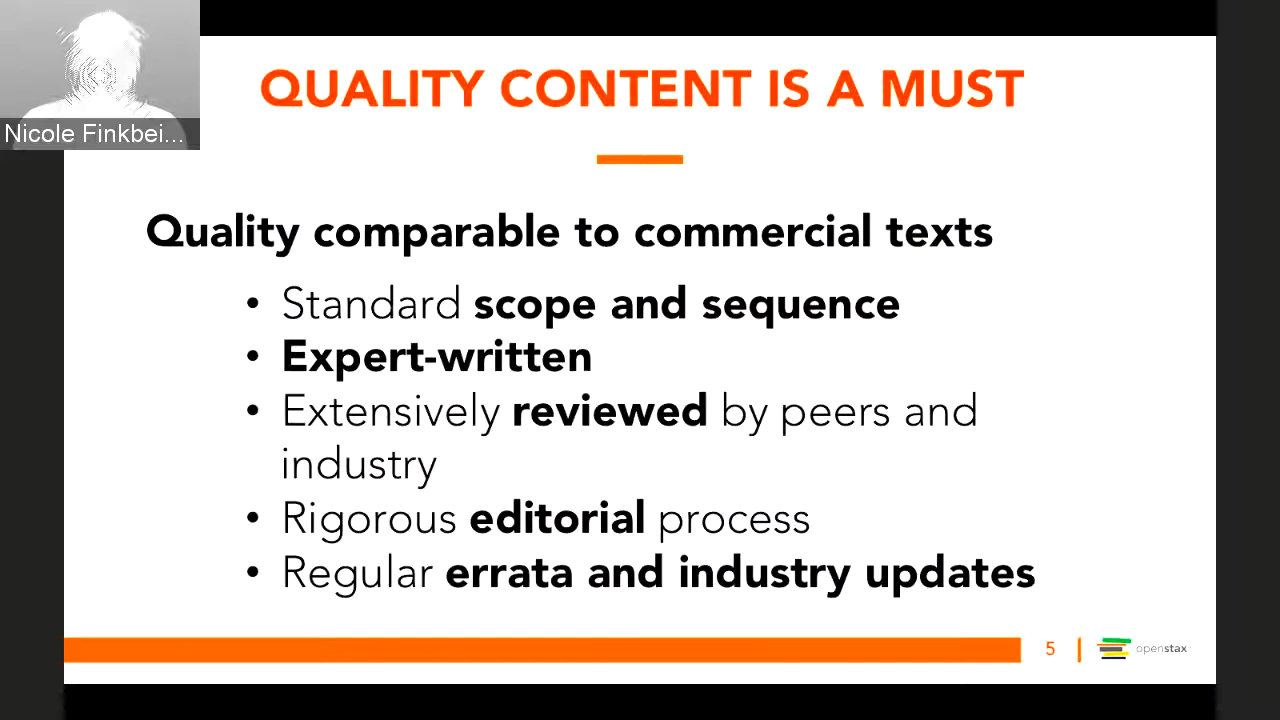 Nicole Finkbei...
QUALITY CONTENT IS A MUST
Quality comparable to commercial texts
• Standard scope and sequence
• Expert-written
• Extensively reviewed by peers and
industry
• Rigorous editorial process
• Regular errata and industry updates
5
openstax